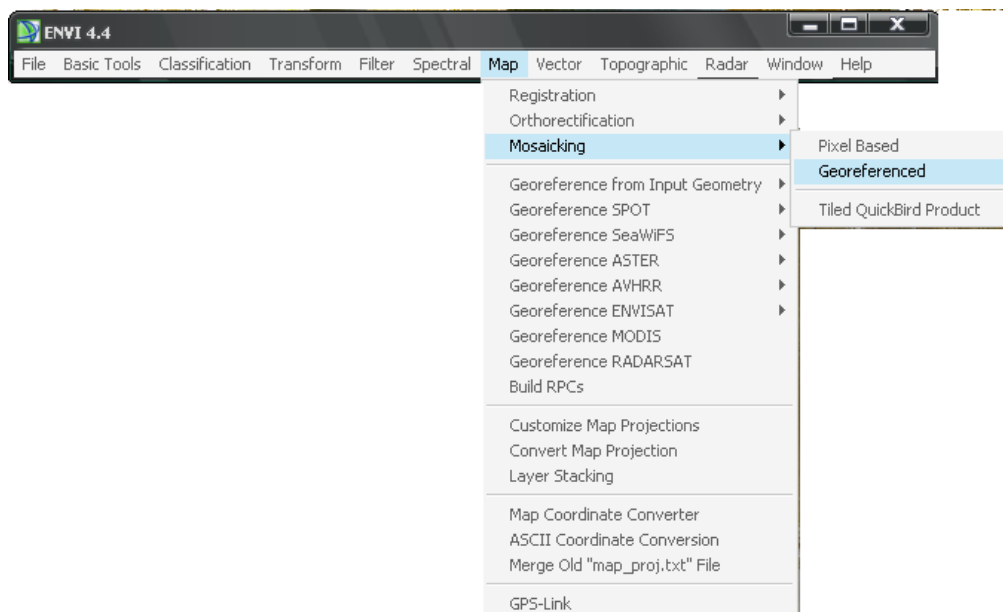 ENVI 4.4
File Basic Tools Classification Transform Filter Spectral Map Vector Topographic Radar Window Help
Registration
Orthorectification
Mosaicking
Pixel Based
Georeferenced
Tiled QuickBird Product
Georeference from Input Geometry
Georeference SPOT
Georeference SeaWiFS
Georeference ASTER
Georeference AVHRR
Georeference ENVISAT
Georeference MODIS
Georeference RADARSAT
Build RPCs
Customize Map Projections
Convert Map Projection
Layer Stacking
Map Coordinate Converter
ASCII Coordinate Conversion
Merge Old "map_proj.txt" File
GPS-Link